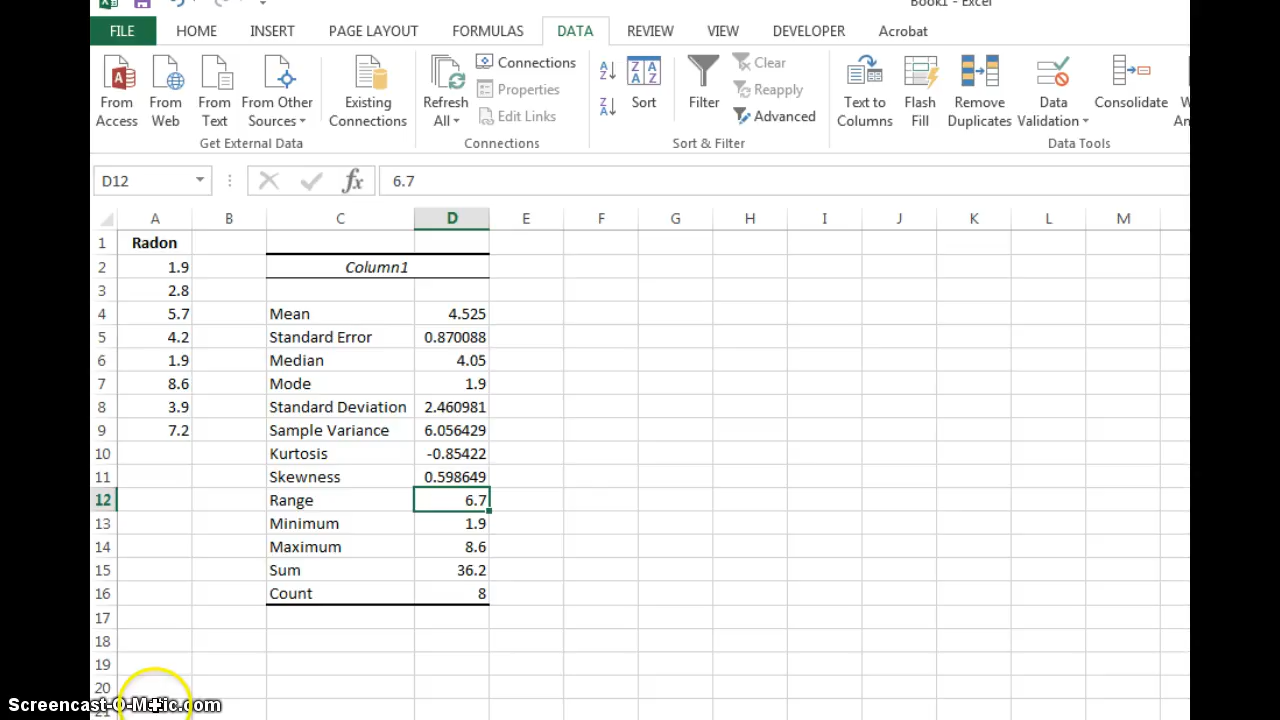 Book1 - Excel
FILE HOME INSERT PAGE LAYOUT FORMULAS DATA REVIEW VIEW DEVELOPER Acrobat
From Access
From Web
From Text
From Other Sources
Existing Connections
Get External Data
Refresh All
Connections
Properties
Edit Links
Connections
Sort
Filter
Clear
Reapply
Advanced
Sort & Filter
Text to Columns
Flash Fill
Remove Duplicates
Data Validation
Consolidate
Data Tools
D12 fx 6.7
A B C D E F G H I J K L M
1 Radon
2 1.9 Column1
3 2.8
4 5.7 Mean 4.525
5 4.2 Standard Error 0.870088
6 1.9 Median 4.05
7 8.6 Mode 1.9
8 3.9 Standard Deviation 2.460981
9 7.2 Sample Variance 6.056429
10 Kurtosis -0.85422
11 Skewness 0.598649
12 Range 6.7
13 Minimum 1.9
14 Maximum 8.6
15 Sum 36.2
16 Count 8
17
18
19
20
21
Screencast-O-Matic.com